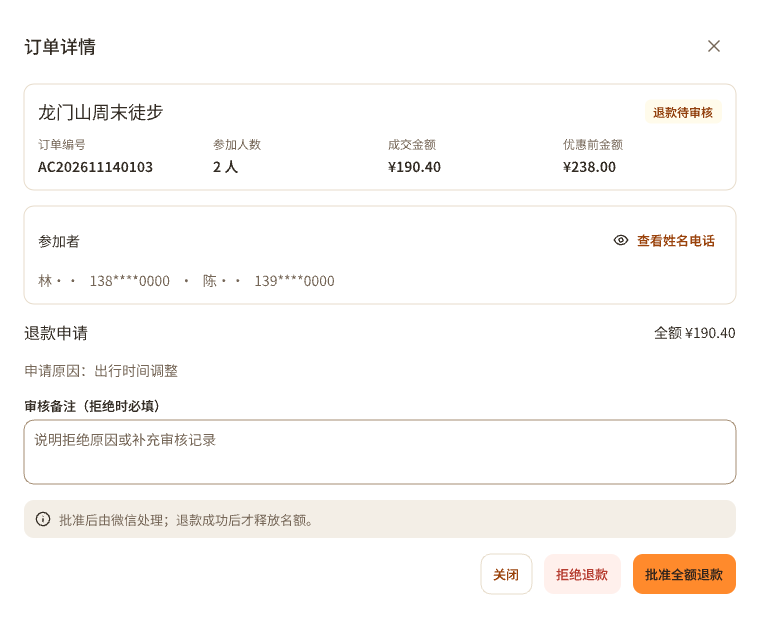 订单详情
龙门山周末徒步
退款待审核
订单编号 参加人数 成交金额 优惠前金额
AC202611140103 2 人 ¥190.40 ¥238.00
参加者 查看姓名电话
林·· 138****0000 · 陈·· 139****0000
退款申请 全额 ¥190.40
申请原因：出行时间调整
审核备注（拒绝时必填）
说明拒绝原因或补充审核记录
批准后由微信处理；退款成功后才释放名额。
关闭 拒绝退款 批准全额退款